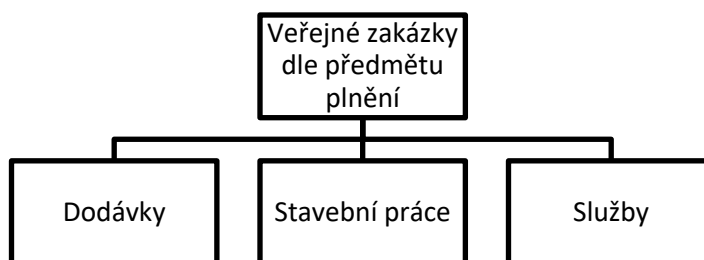 Veřejné zakázky
dle předmětu
plnění
Dodávky
Stavební práce
Služby